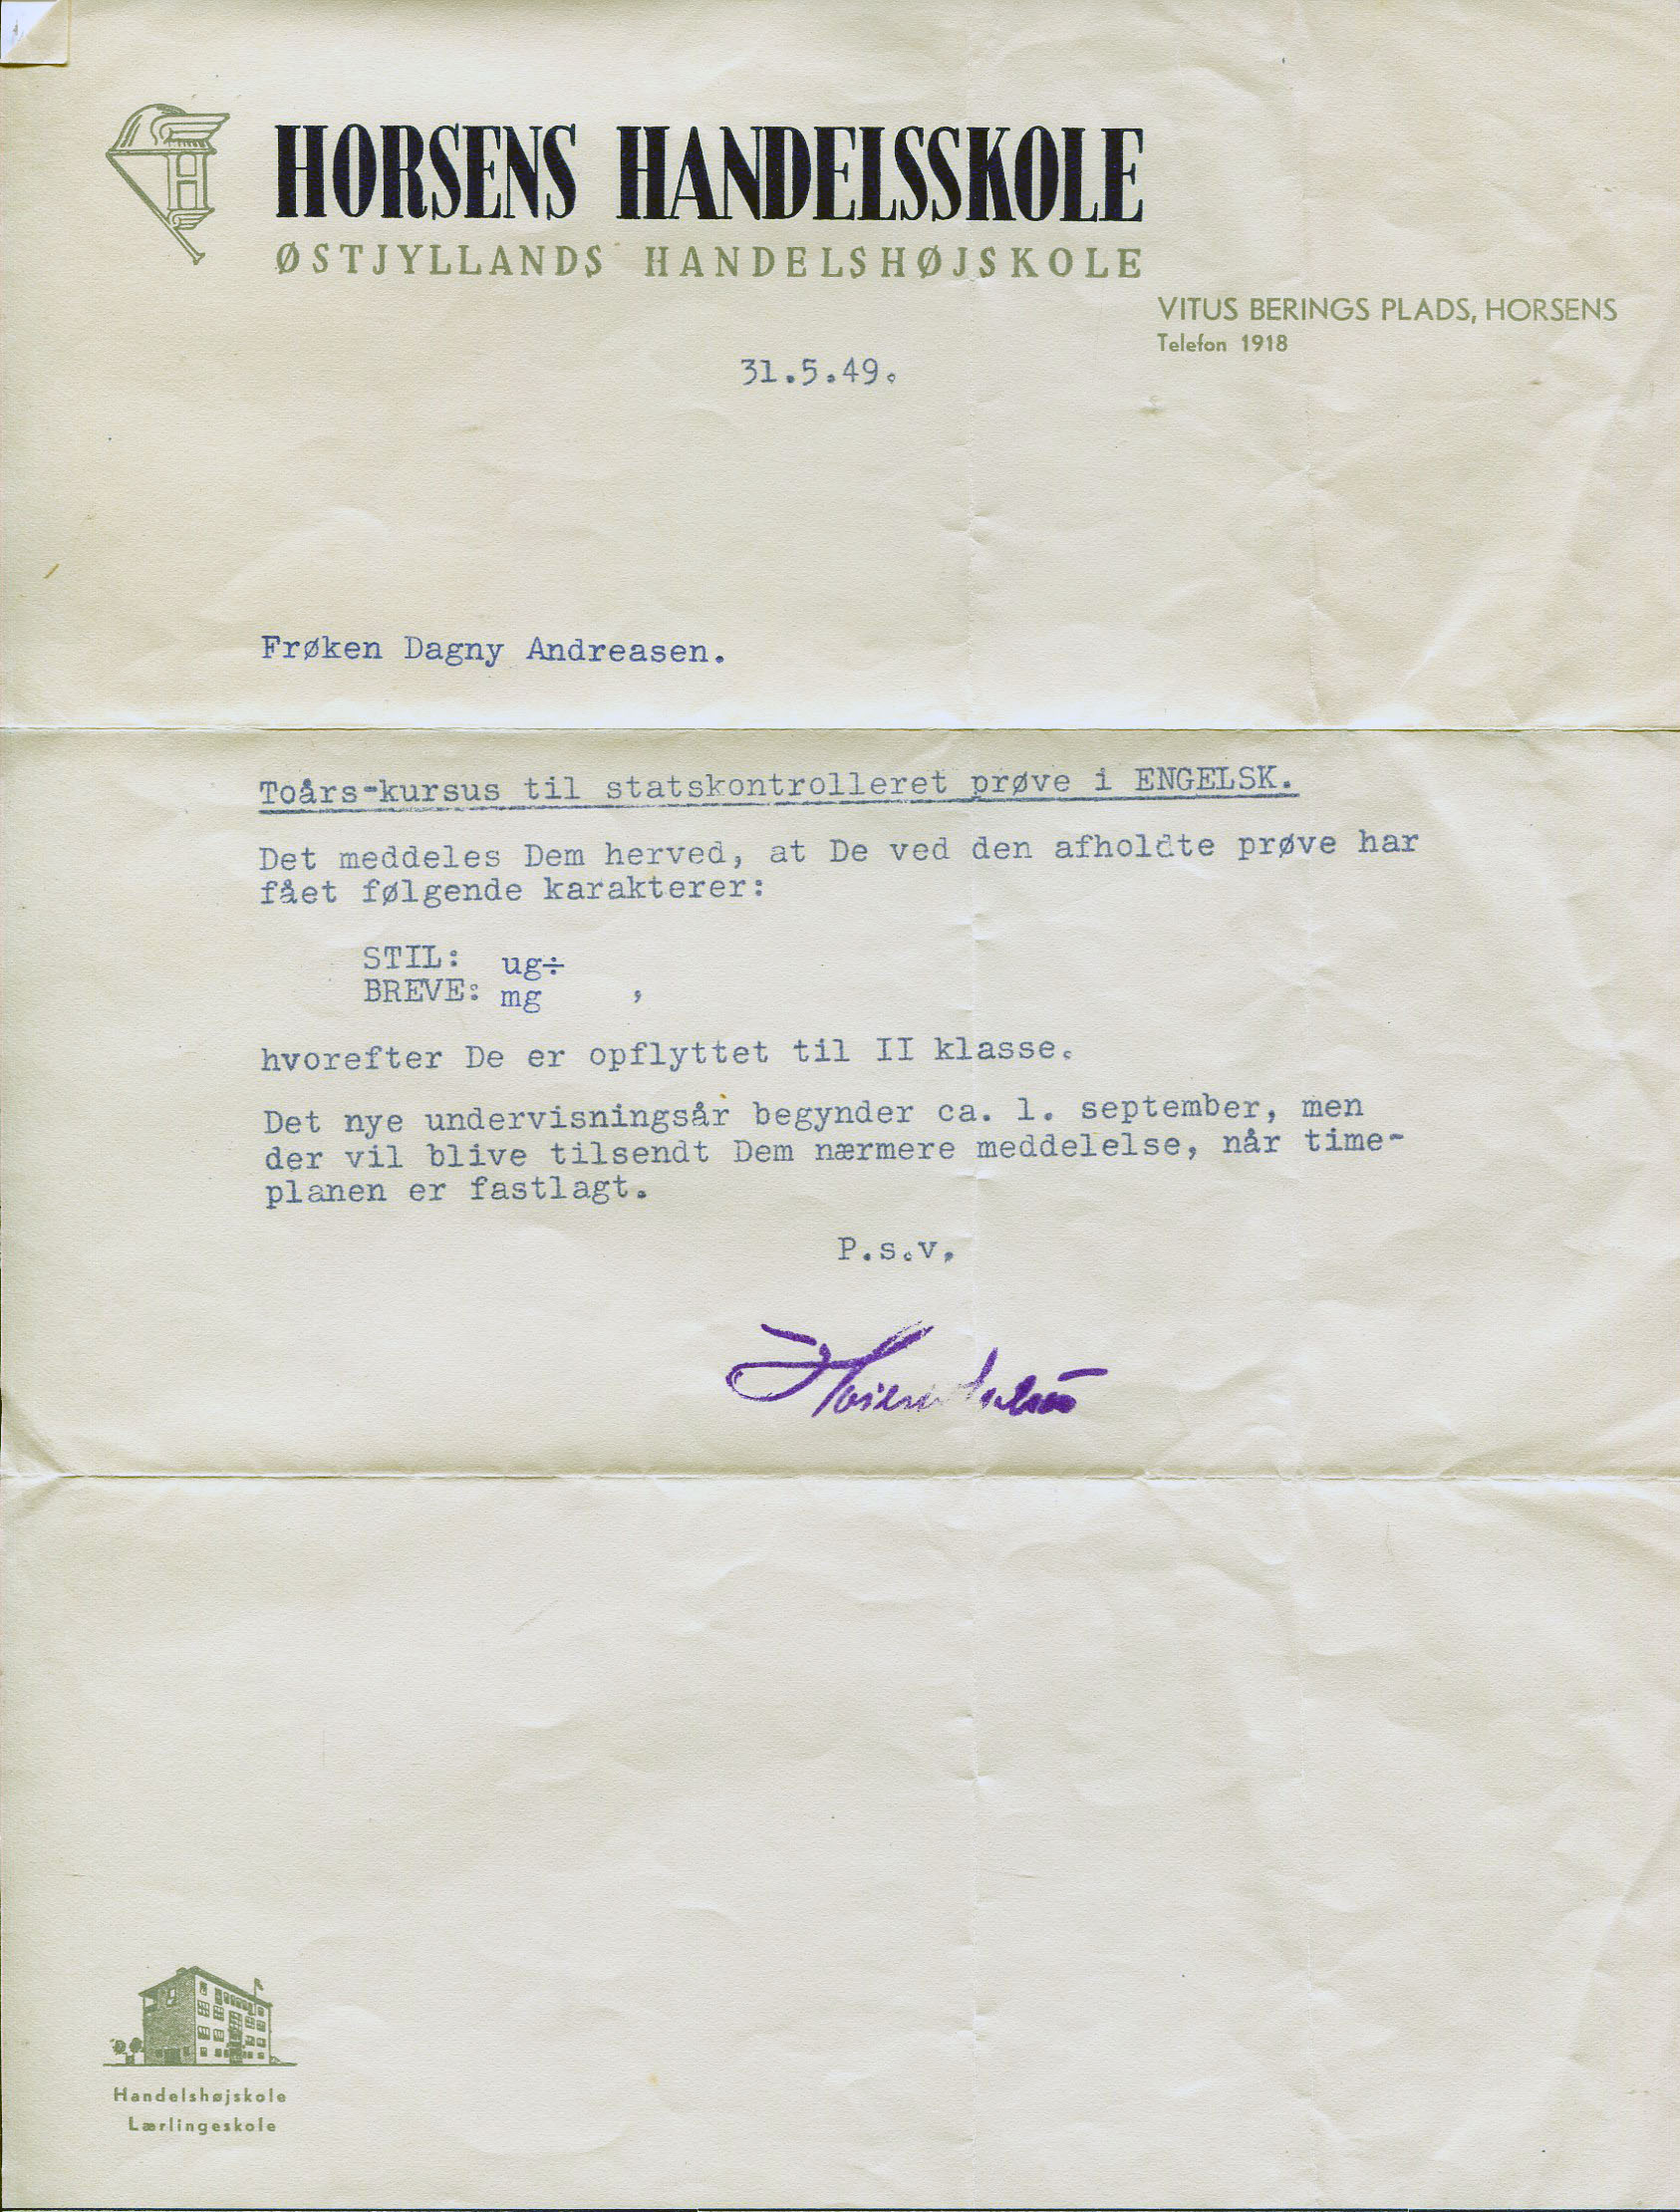 HORSENS HANDELSSKOLE
ØSTJYLLANDS HANDELSHØJSKOLE
VITUS BERINGS PLADS, HORSENS
Telefon 1918
31.5.49.
Frøken Dagny Andreasen.
Toårs-kursus til statskontrolleret prøve i ENGELSK.
Det meddeles Dem herved, at De ved den afholdte prøve har
fået følgende karakterer:
STIL: ug÷
BREVE: mg ,
hvorefter De er opflyttet til II klasse.
Det nye undervisningsår begynder ca. 1. september, men
der vil blive tilsendt Dem nærmere meddelelse, når time-
planen er fastlagt.
P.s.v.
Handelshøjskole
Lærlingeskole